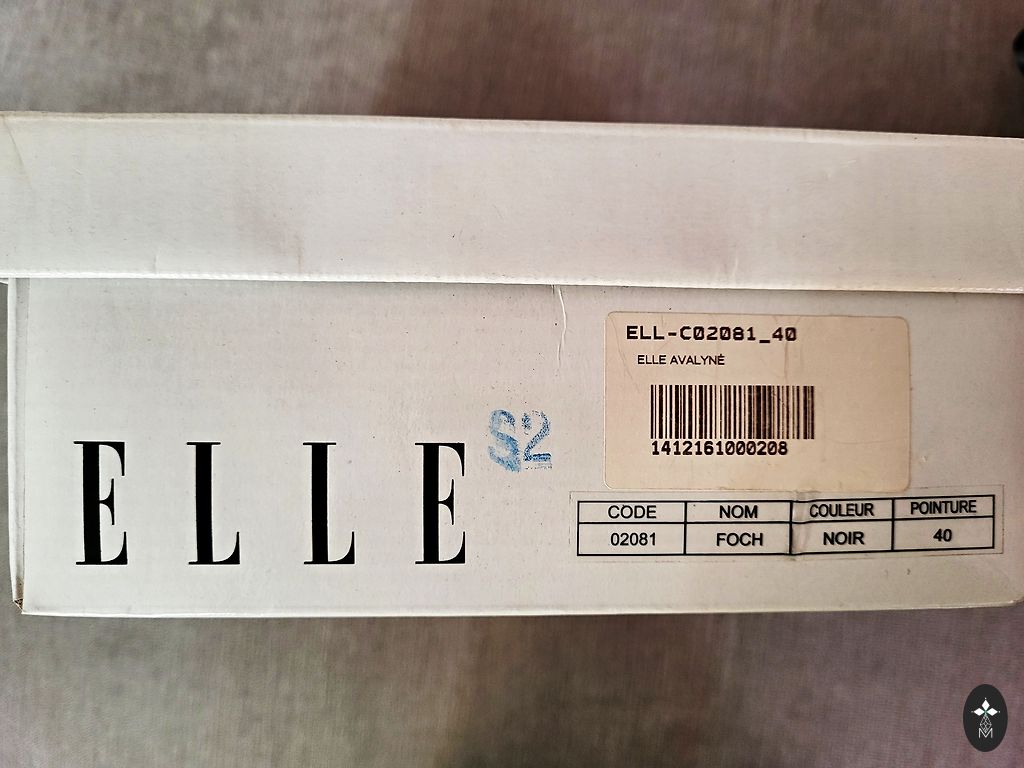 ELL-C02081_40
ELLE AVALYNÉ
1412161000208
ELLE
S2
CODE NOM COULEUR POINTURE
02081 FOCH NOIR 40
M